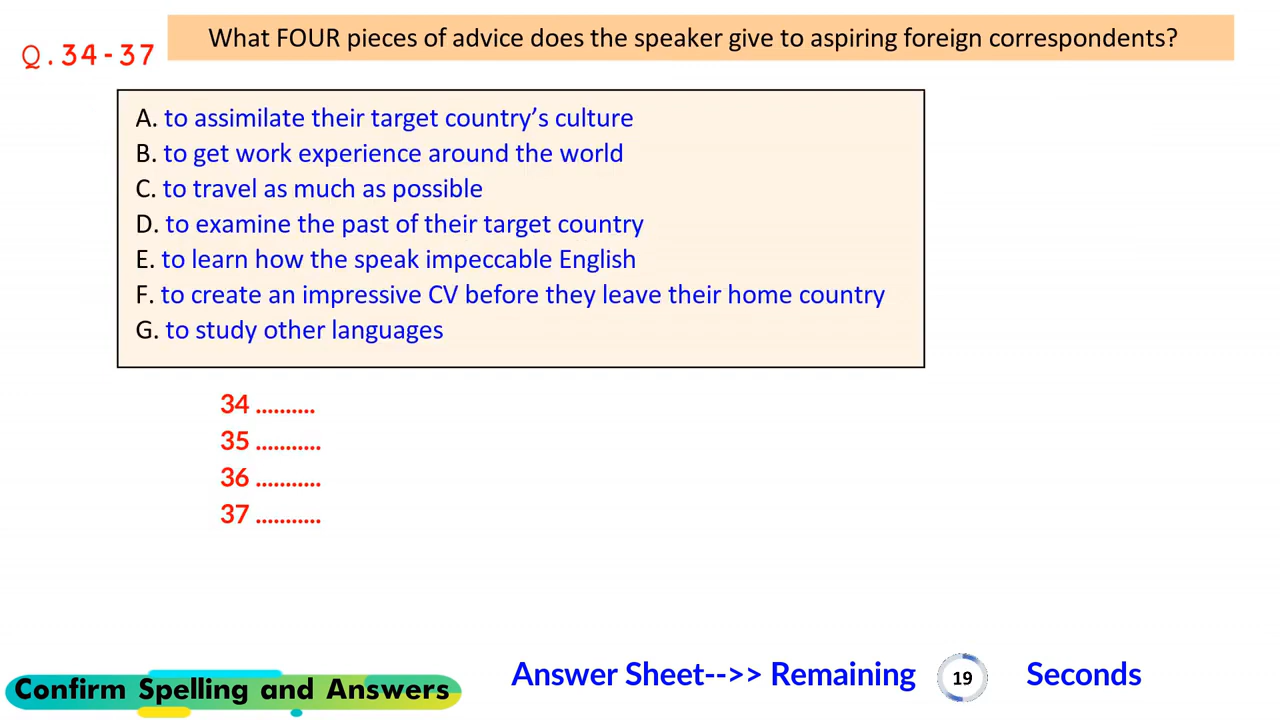 Q.34-37
What FOUR pieces of advice does the speaker give to aspiring foreign correspondents?
A. to assimilate their target country’s culture
B. to get work experience around the world
C. to travel as much as possible
D. to examine the past of their target country
E. to learn how the speak impeccable English
F. to create an impressive CV before they leave their home country
G. to study other languages
34 ..........
35 ...........
36 ...........
37 ...........
Confirm Spelling and Answers
Answer Sheet-->> Remaining 19 Seconds